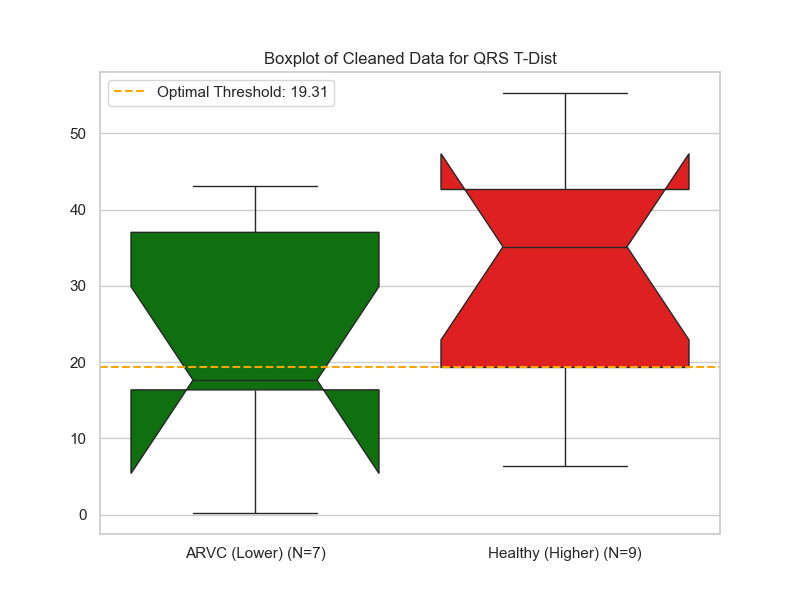 Boxplot of Cleaned Data for QRS T-Dist
Optimal Threshold: 19.31
50
40
30
20
10
0
ARVC (Lower) (N=7)
Healthy (Higher) (N=9)